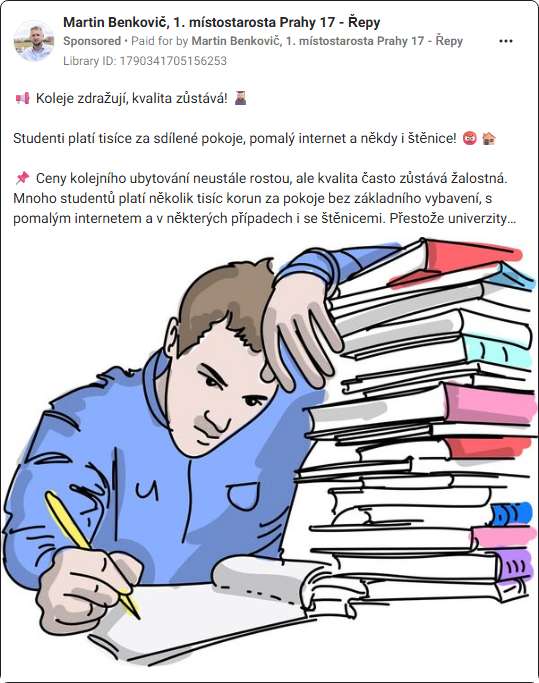 Martin Benkovič, 1. místostarosta Prahy 17 - Řepy
Sponsored • Paid for by Martin Benkovič, 1. místostarosta Prahy 17 - Řepy
Library ID: 1790341705156253
📢 Koleje zdražují, kvalita zůstává! 👨‍🎓
Studenti platí tisíce za sdílené pokoje, pomalý internet a někdy i štěnice! 😡 🏠
📌 Ceny kolejního ubytování neustále rostou, ale kvalita často zůstává žalostná.
Mnoho studentů platí několik tisíc korun za pokoje bez základního vybavení, s
pomalým internetem a v některých případech i se štěnicemi. Přestože univerzity…